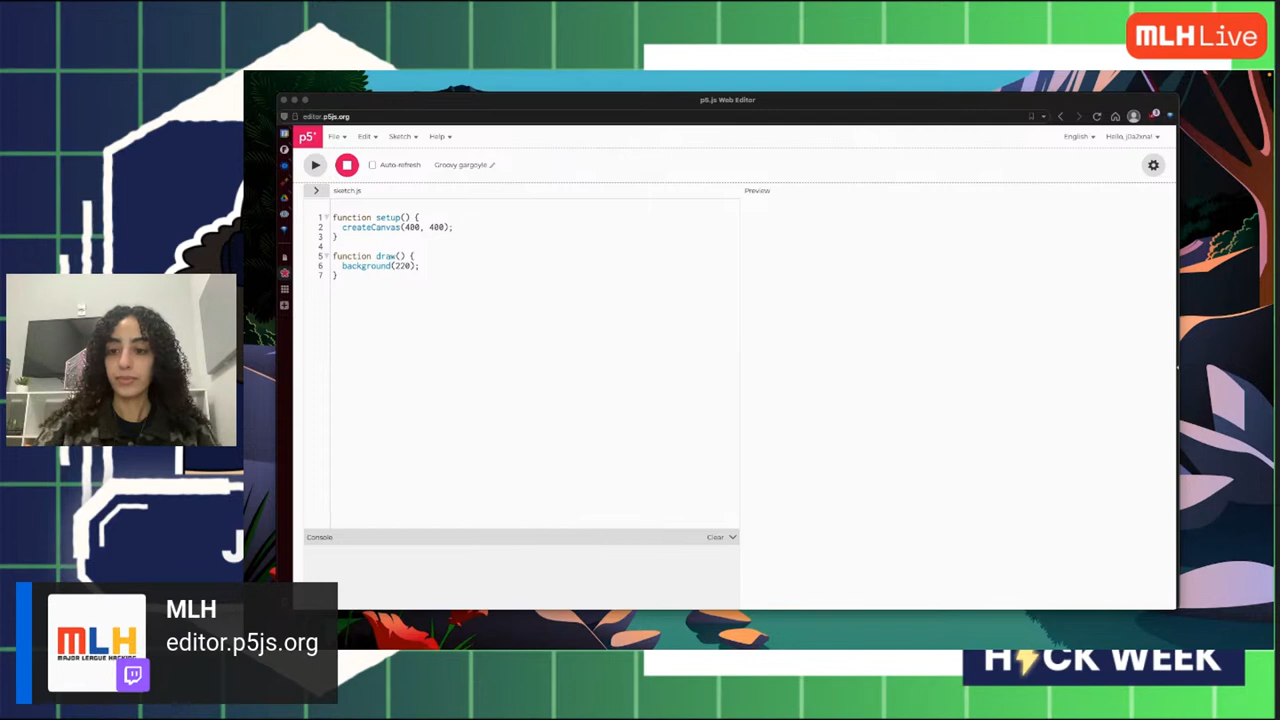 MLH Live
p5.js Web Editor
editor.p5js.org
p5* File Edit Sketch Help English Hello, j0a2xna!
Auto-refresh Groovy gargoyle
sketch.js Preview
1 function setup() {
2 createCanvas(400, 400);
3 }
4
5 function draw() {
6 background(220);
7 }
Console Clear
J
MLH
editor.p5js.org
MLH
MAJOR LEAGUE HACKING
HACK WEEK